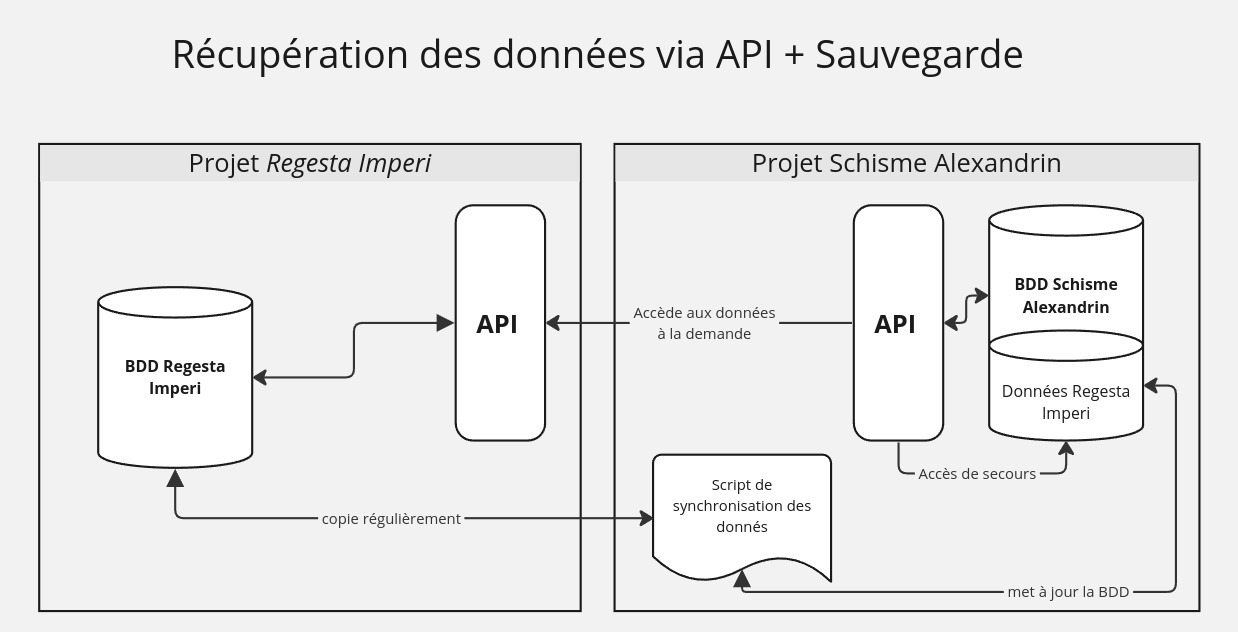 Récupération des données via API + Sauvegarde
Projet Regesta Imperi
BDD Regesta
Imperi
API
copie régulièrement
Projet Schisme Alexandrin
Accède aux données
à la demande
API
BDD Schisme
Alexandrin
Données Regesta
Imperi
Accès de secours
Script de
synchronisation des
donnés
met à jour la BDD